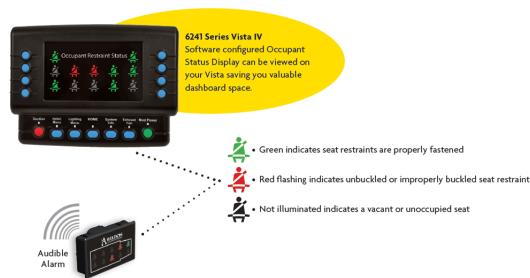 6241 Series Vista IV
Software configured Occupant
Status Display can be viewed on
your Vista saving you valuable
dashboard space.
Occupant Restraint Status
HOME
• Green indicates seat restraints are properly fastened
• Red flashing indicates unbuckled or improperly buckled seat restraint
• Not illuminated indicates a vacant or unoccupied seat
Audible
Alarm